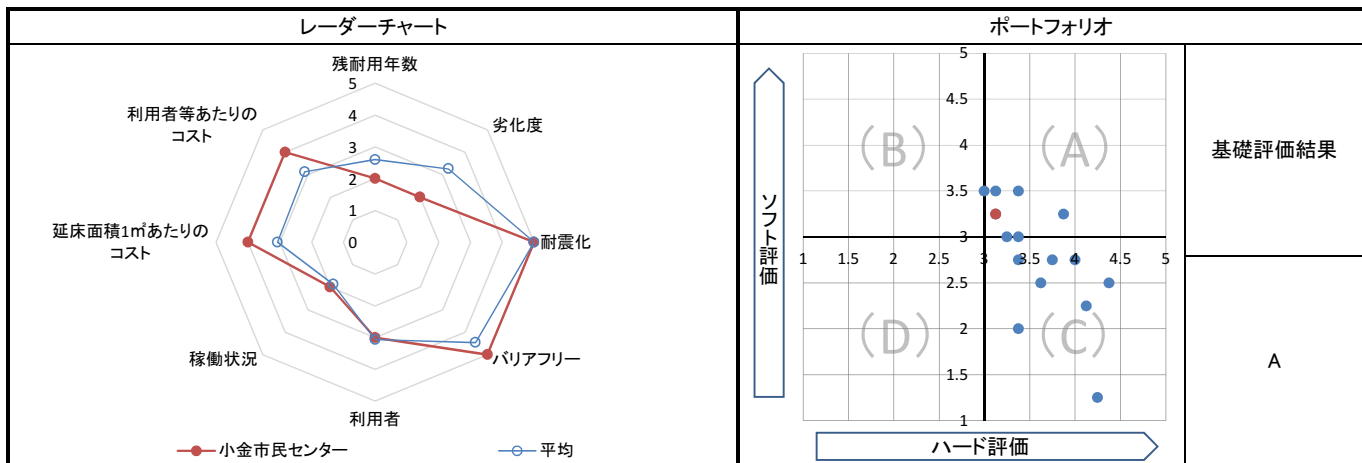 レーダーチャート
ポートフォリオ
残耐用年数
劣化度
耐震化
バリアフリー
利用者
稼働状況
延床面積1㎡あたりの
コスト
利用者等あたりの
コスト
5
4
3
2
1
0
小金市民センター
平均
ソフト評価
5
4.5
4
3.5
3
2.5
2
1.5
1
1
1.5
2
2.5
3
3.5
4
4.5
5
(B)
(A)
(D)
(C)
ハード評価
基礎評価結果
A